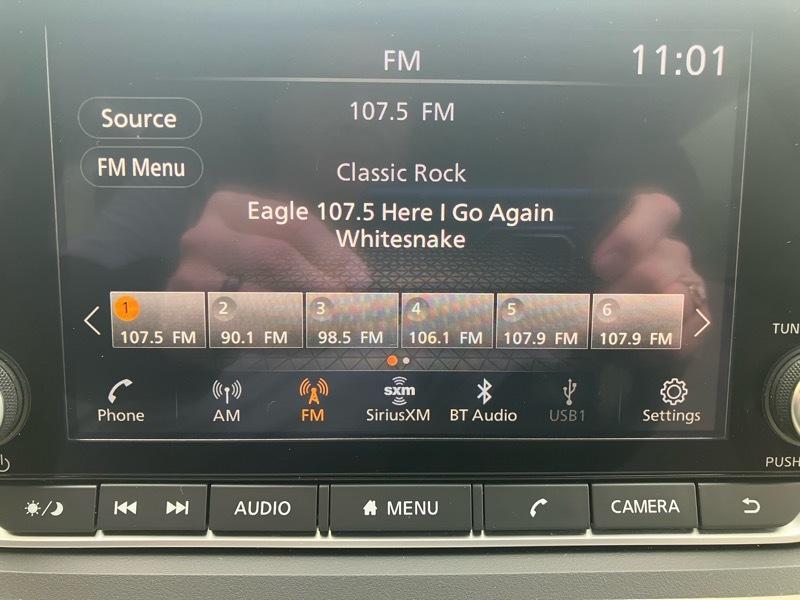 FM
11:01
Source
107.5 FM
FM Menu
Classic Rock
Eagle 107.5 Here I Go Again
Whitesnake
1
2
3
4
5
6
107.5 FM
90.1 FM
98.5 FM
106.1 FM
107.9 FM
107.9 FM
TUN
sxm
Phone
AM
FM
SiriusXM
BT Audio
USB1
Settings
PUSH
AUDIO
MENU
CAMERA